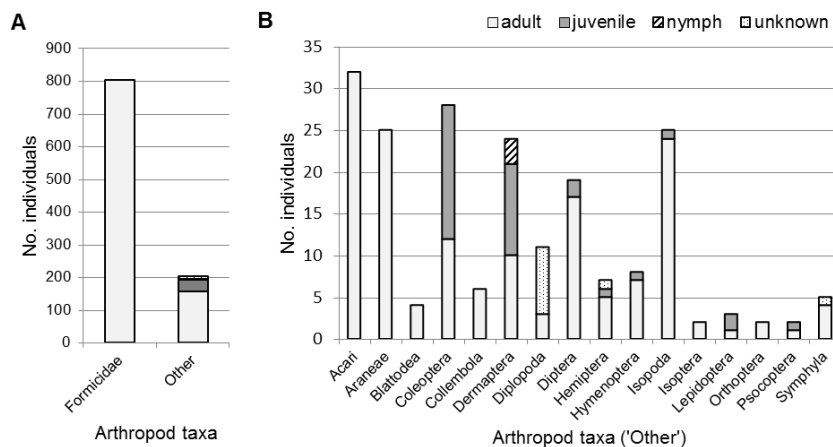 A
No. individuals
900
800
700
600
500
400
300
200
100
0
Formicidae
Other
Arthropod taxa
B
adult
juvenile
nymph
unknown
No. individuals
35
30
25
20
15
10
5
0
Acari
Araneae
Blattodea
Coleoptera
Collembola
Dermaptera
Diplopoda
Diptera
Hemiptera
Hymenoptera
Isopoda
Isoptera
Lepidoptera
Orthoptera
Psocoptera
Symphyla
Arthropod taxa ('Other')